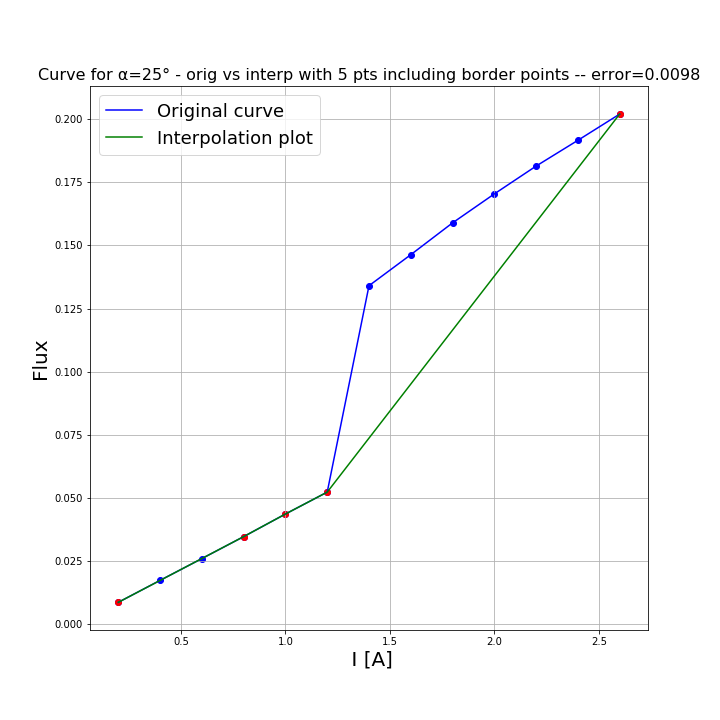 Curve for α=25° - orig vs interp with 5 pts including border points -- error=0.0098
Original curve
Interpolation plot
0.200
0.175
0.150
0.125
0.100
0.075
0.050
0.025
0.000
Flux
0.5 1.0 1.5 2.0 2.5
I [A]